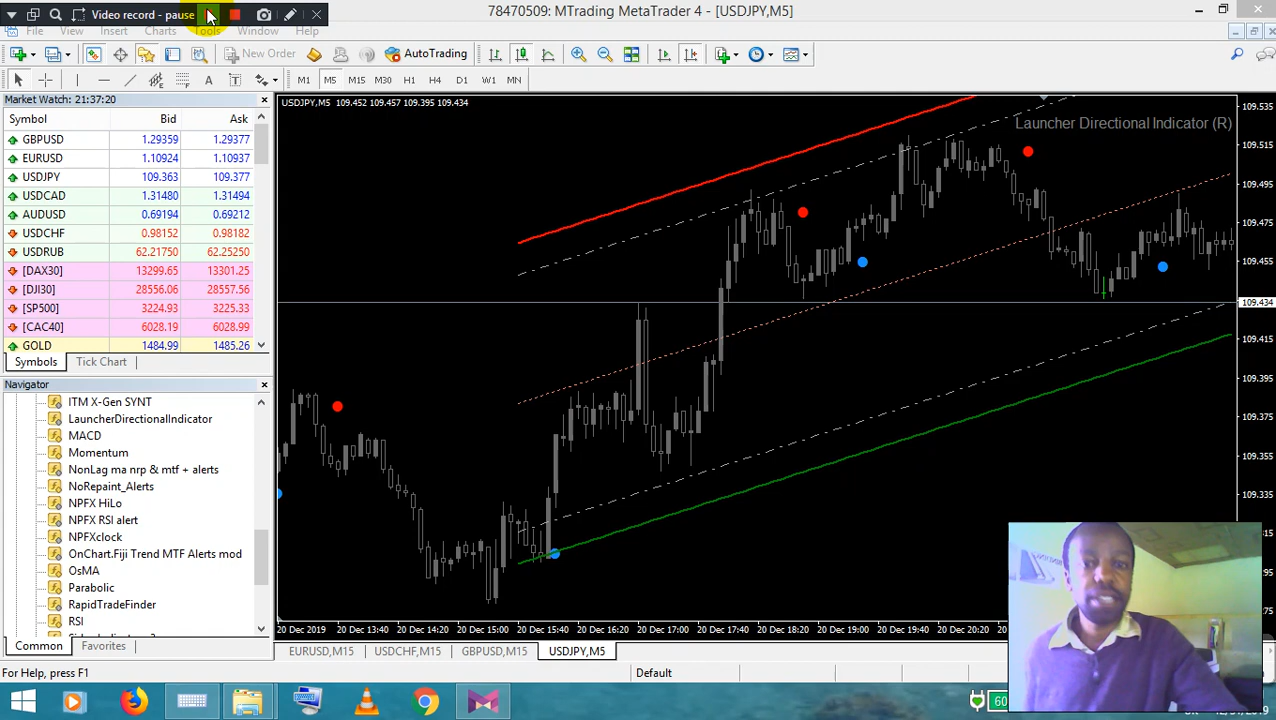 Video record - pause
78470509: MTrading MetaTrader 4 - [USDJPY,M5]
File View Insert Charts Tools Window Help
New Order AutoTrading
A T M1 M5 M15 M30 H1 H4 D1 W1 MN
Market Watch: 21:37:20
Symbol Bid Ask
GBPUSD 1.29359 1.29377
EURUSD 1.10924 1.10937
USDJPY 109.363 109.377
USDCAD 1.31480 1.31494
AUDUSD 0.69194 0.69212
USDCHF 0.98152 0.98182
USDRUB 62.21750 62.25250
[DAX30] 13299.65 13301.25
[DJI30] 28556.06 28557.56
[SP500] 3224.93 3225.33
[CAC40] 6028.19 6028.99
GOLD 1484.99 1485.26
Symbols Tick Chart
Navigator
ITM X-Gen SYNT
LauncherDirectionalIndicator
MACD
Momentum
NonLag ma nrp & mtf + alerts
NoRepaint_Alerts
NPFX HiLo
NPFX RSI alert
NPFXclock
OnChart.Fiji Trend MTF Alerts mod
OsMA
Parabolic
RapidTradeFinder
RSI
Common Favorites
USDJPY,M5 109.452 109.457 109.395 109.434
Launcher Directional Indicator (R)
109.535
109.515
109.495
109.475
109.455
109.434
109.415
109.395
109.375
109.355
109.335
20 Dec 2019 20 Dec 13:40 20 Dec 14:20 20 Dec 15:00 20 Dec 15:40 20 Dec 16:20 20 Dec 17:00 20 Dec 17:40 20 Dec 18:20 20 Dec 19:00 20 Dec 19:40 20 Dec 20:20
EURUSD,M15 USDCHF,M15 GBPUSD,M15 USDJPY,M5
For Help, press F1
Default
60